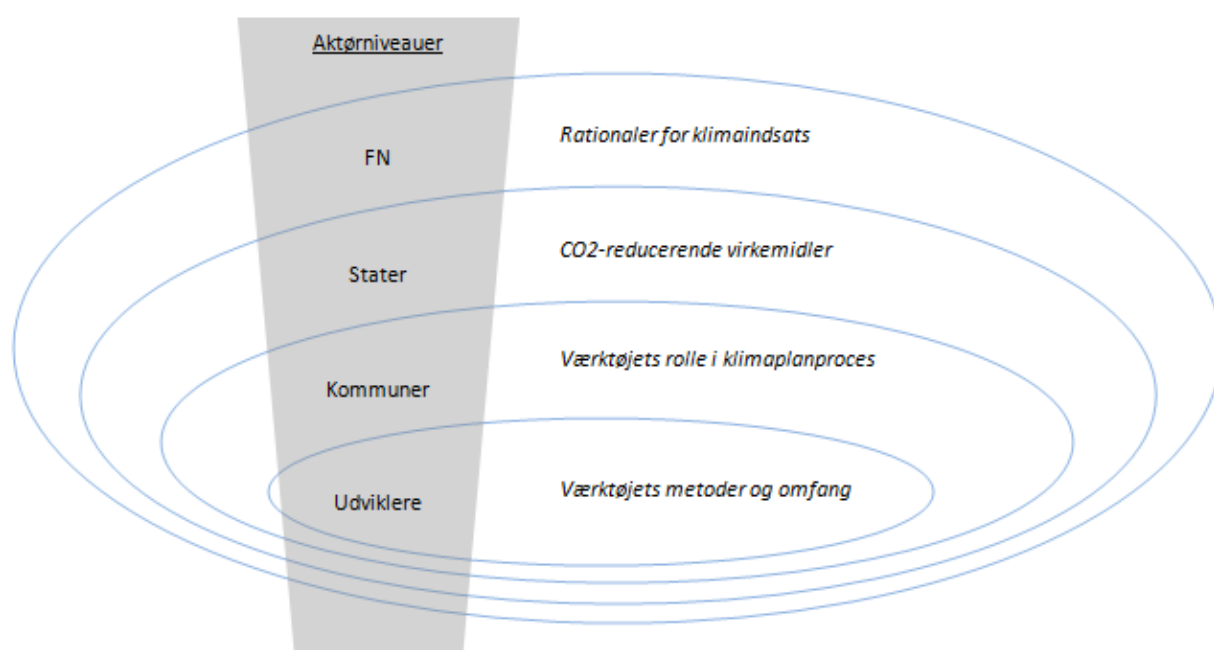 Aktørniveauer
FN
Rationaler for klimaindsats
Stater
CO2-reducerende virkemidler
Kommuner
Værktøjets rolle i klimaplanproces
Udviklere
Værktøjets metoder og omfang